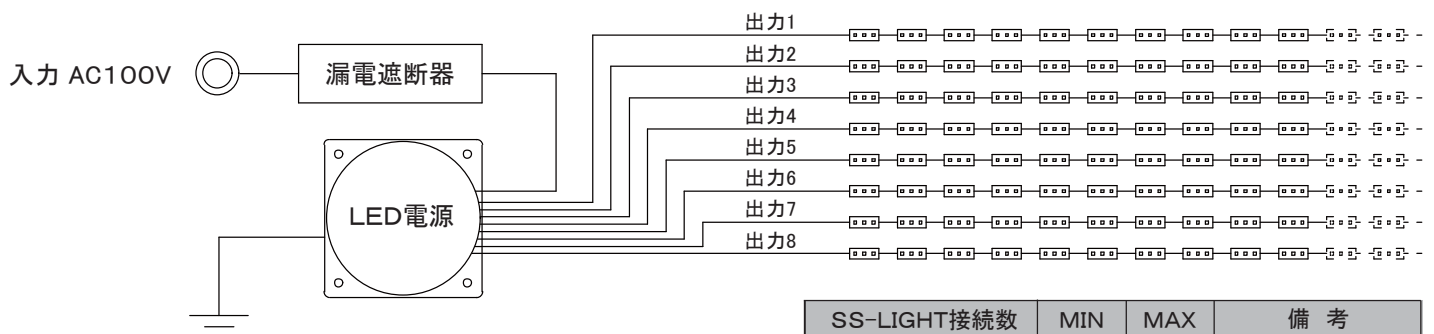 出力1
出力2
出力3
出力4
出力5
出力6
出力7
出力8
入力 AC100V
漏電遮断器
LED電源
SS-LIGHT接続数 MIN MAX 備 考